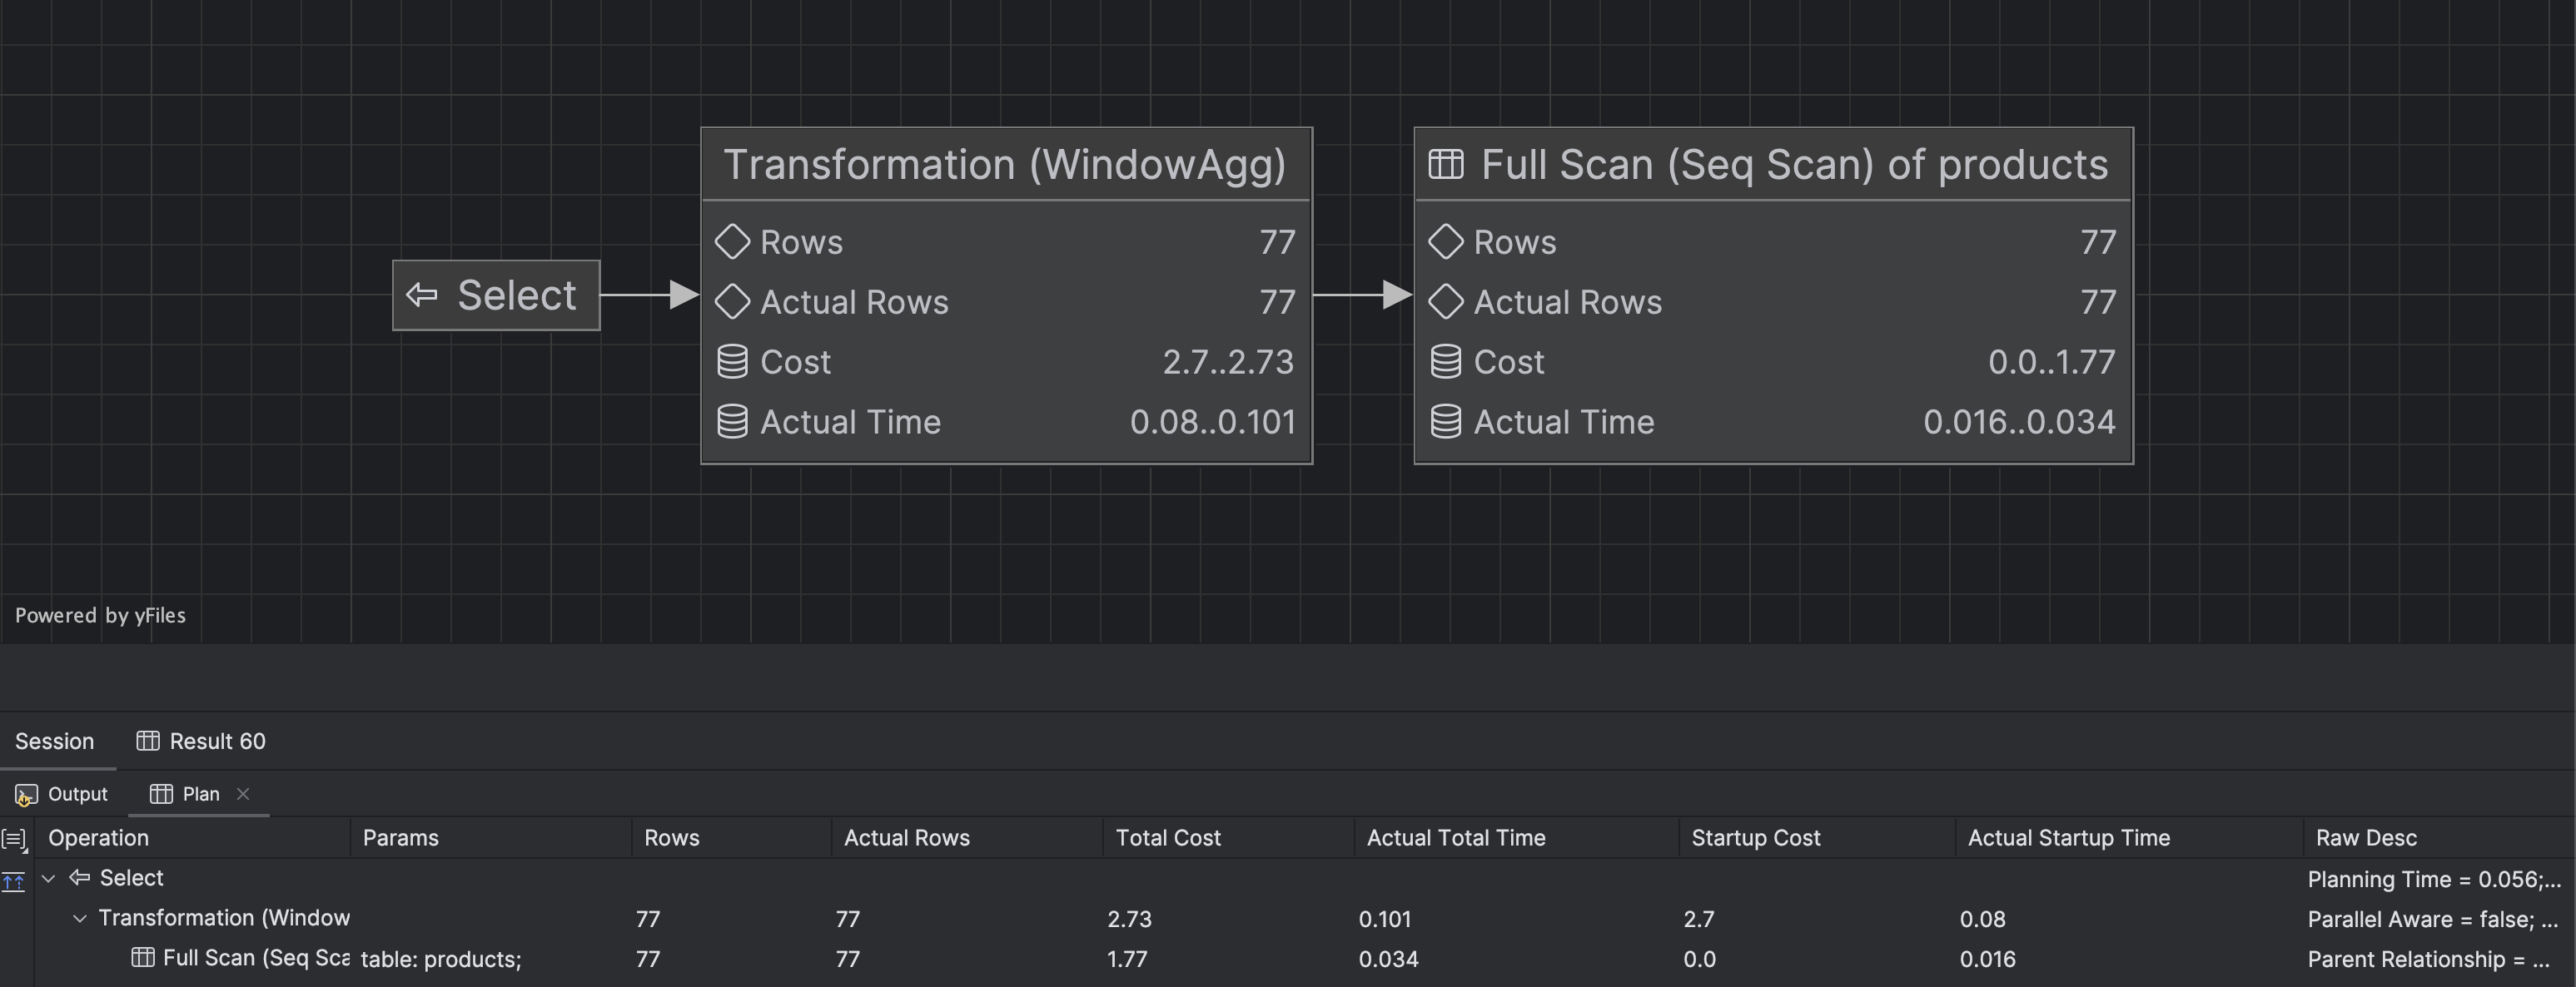 Transformation (WindowAgg)
Rows 77
Actual Rows 77
Cost 2.7..2.73
Actual Time 0.08..0.101
Select
Full Scan (Seq Scan) of products
Rows 77
Actual Rows 77
Cost 0.0..1.77
Actual Time 0.016..0.034
Powered by yFiles
Session Result 60
Output Plan
Operation Params Rows Actual Rows Total Cost Actual Total Time Startup Cost Actual Startup Time Raw Desc
Select Planning Time = 0.056;...
Transformation (Window 77 77 2.73 0.101 2.7 0.08 Parallel Aware = false; ...
Full Scan (Seq Sca table: products; 77 77 1.77 0.034 0.0 0.016 Parent Relationship = ...